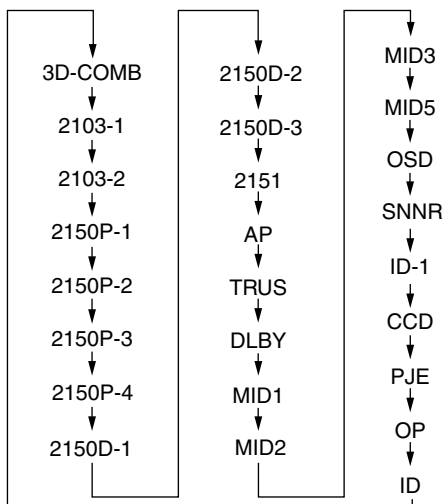 3D-COMB
2103-1
2103-2
2150P-1
2150P-2
2150P-3
2150P-4
2150D-1
2150D-2
2150D-3
2151
AP
TRUS
DLBY
MID1
MID2
MID3
MID5
OSD
SNNR
ID-1
CCD
PJE
OP
ID